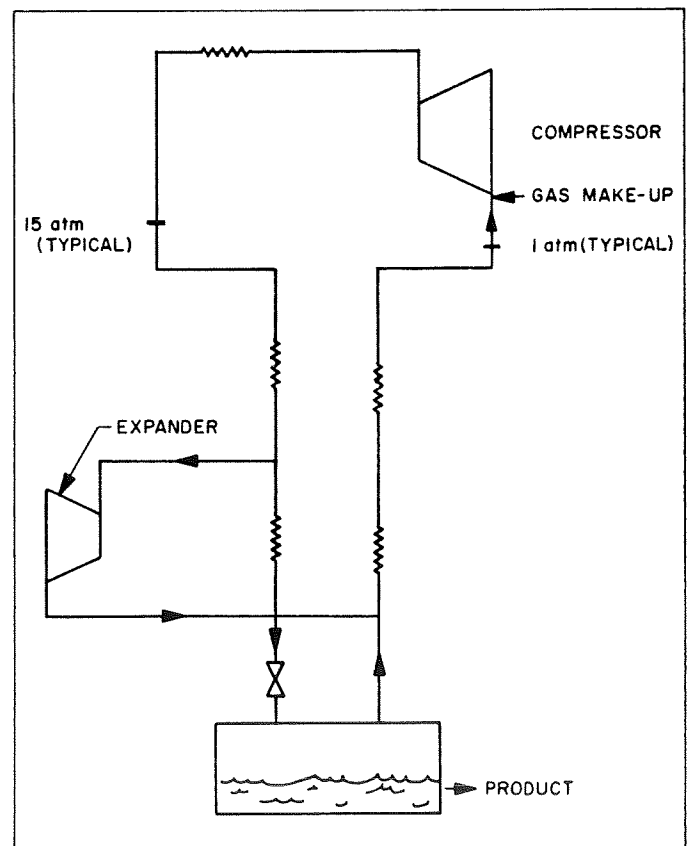 COMPRESSOR
GAS MAKE-UP
15 atm
(TYPICAL)
1 atm (TYPICAL)
EXPANDER
PRODUCT